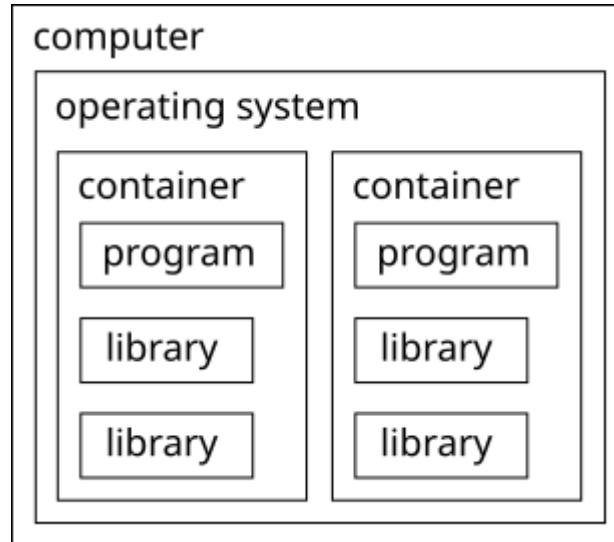 computer
operating system
container
program
library
library
container
program
library
library